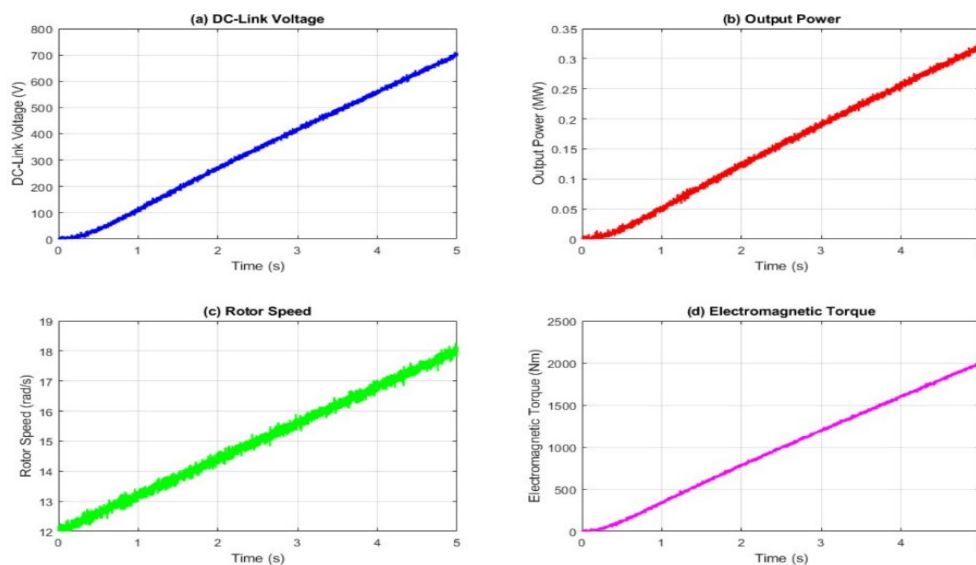 (a) DC-Link Voltage
800
700
600
500
400
300
200
100
0
DC-Link Voltage (V)
0 1 2 3 4 5
Time (s)
(b) Output Power
0.35
0.3
0.25
0.2
0.15
0.1
0.05
0
Output Power (MW)
0 1 2 3 4
Time (s)
(c) Rotor Speed
19
18
17
16
15
14
13
12
Rotor Speed (rad/s)
0 1 2 3 4 5
Time (s)
(d) Electromagnetic Torque
2500
2000
1500
1000
500
0
Electromagnetic Torque (Nm)
0 1 2 3 4
Time (s)